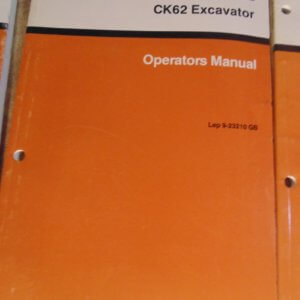 CK62 Excavator
Operators Manual
Lep 9-23210 GB